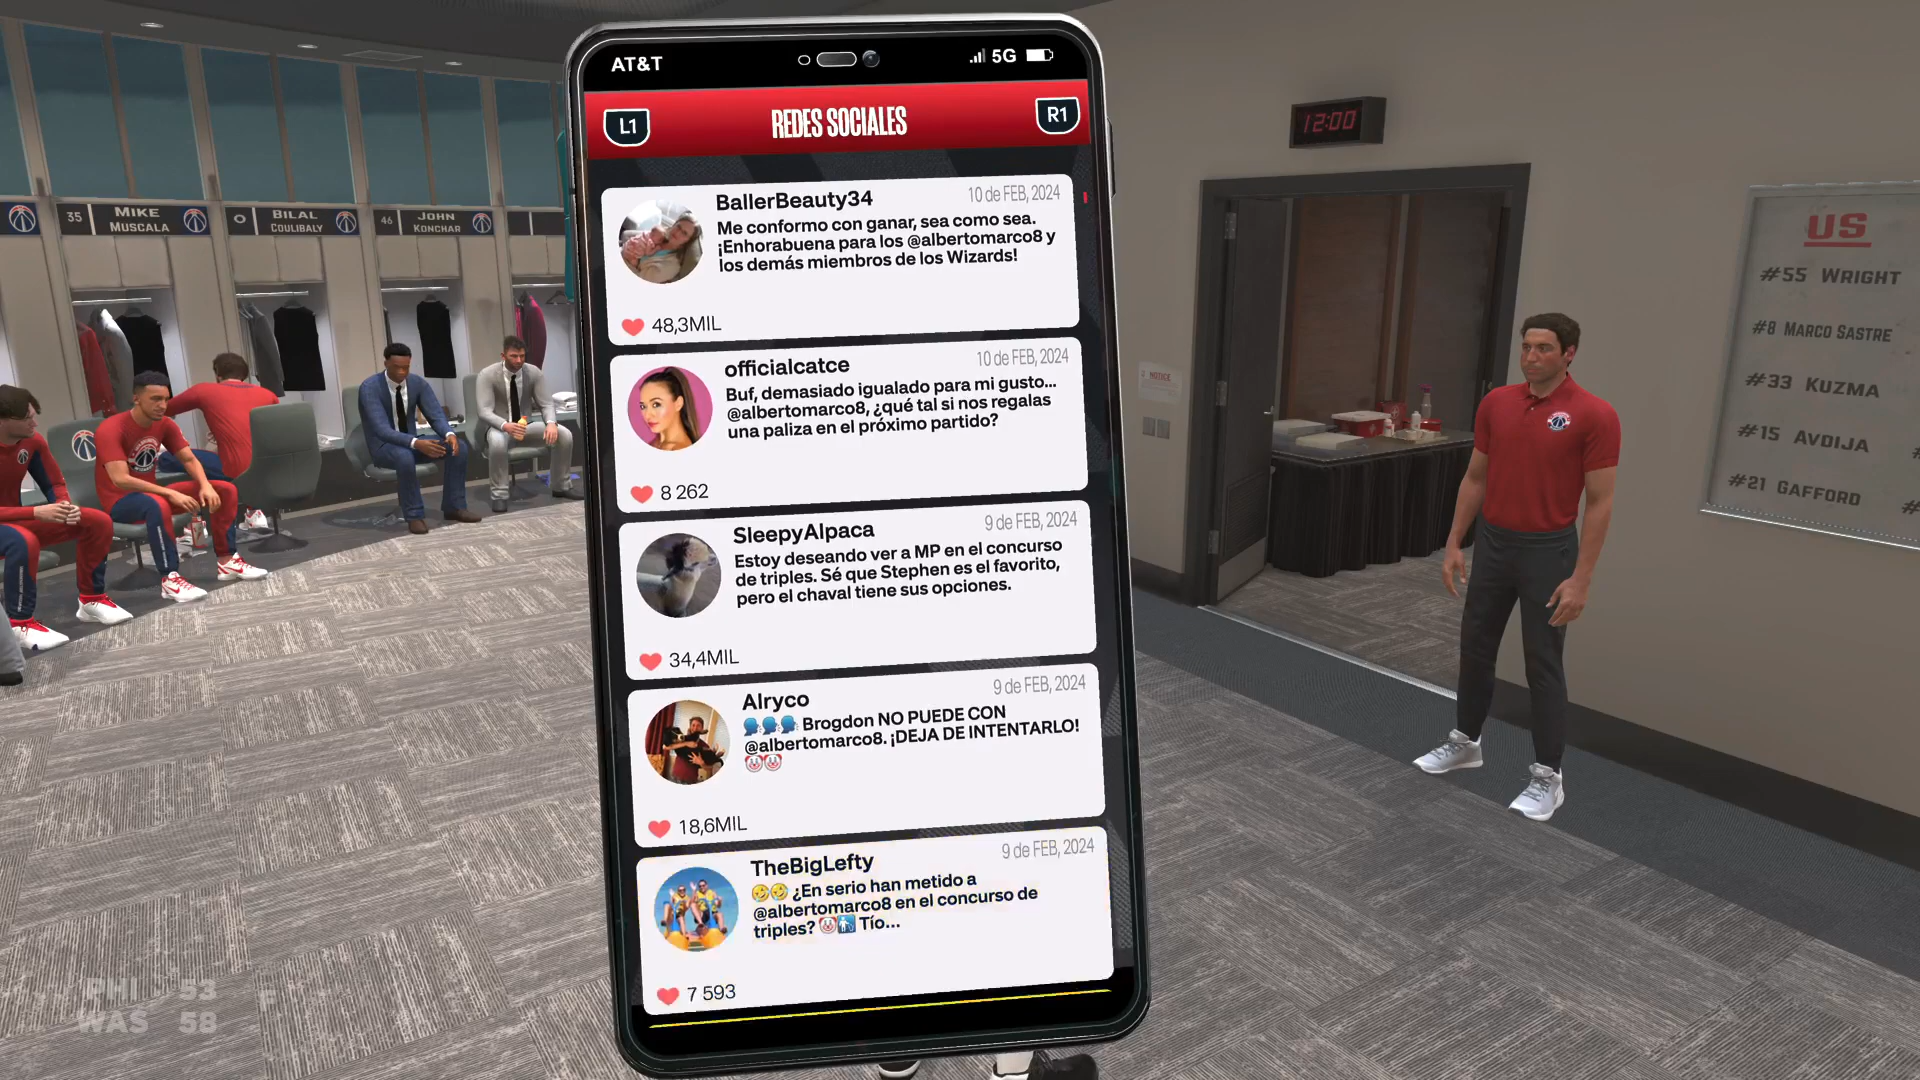 AT&T
5G
L1
REDES SOCIALES
R1
BallerBeauty34
10 de FEB, 2024
Me conformo con ganar, sea como sea.
¡Enhorabuena para los @albertomarco8 y
los demás miembros de los Wizards!
48,3MIL
officialcatce
10 de FEB, 2024
Buf, demasiado igualado para mi gusto...
@albertomarco8, ¿qué tal si nos regalas
una paliza en el próximo partido?
8 262
SleepyAlpaca
9 de FEB, 2024
Estoy deseando ver a MP en el concurso
de triples. Sé que Stephen es el favorito,
pero el chaval tiene sus opciones.
34,4MIL
Alryco
9 de FEB, 2024
🗣🗣🗣 Brogdon NO PUEDE CON
@albertomarco8. ¡DEJA DE INTENTARLO!
🤡🤡
18,6MIL
TheBigLefty
9 de FEB, 2024
🤣🤣 ¿En serio han metido a
@albertomarco8 en el concurso de
triples? 🤡🚮 Tío...
7 593
35 MIKE
MUSCALA
0 BILAL
COULIBALY
46 JOHN
KONCHAR
12:00
NOTICE
US
#55 WRIGHT
#8 MARCO SASTRE
#33 KUZMA
#15 AVDIJA
#21 GAFFORD
PHI 53
WAS 58